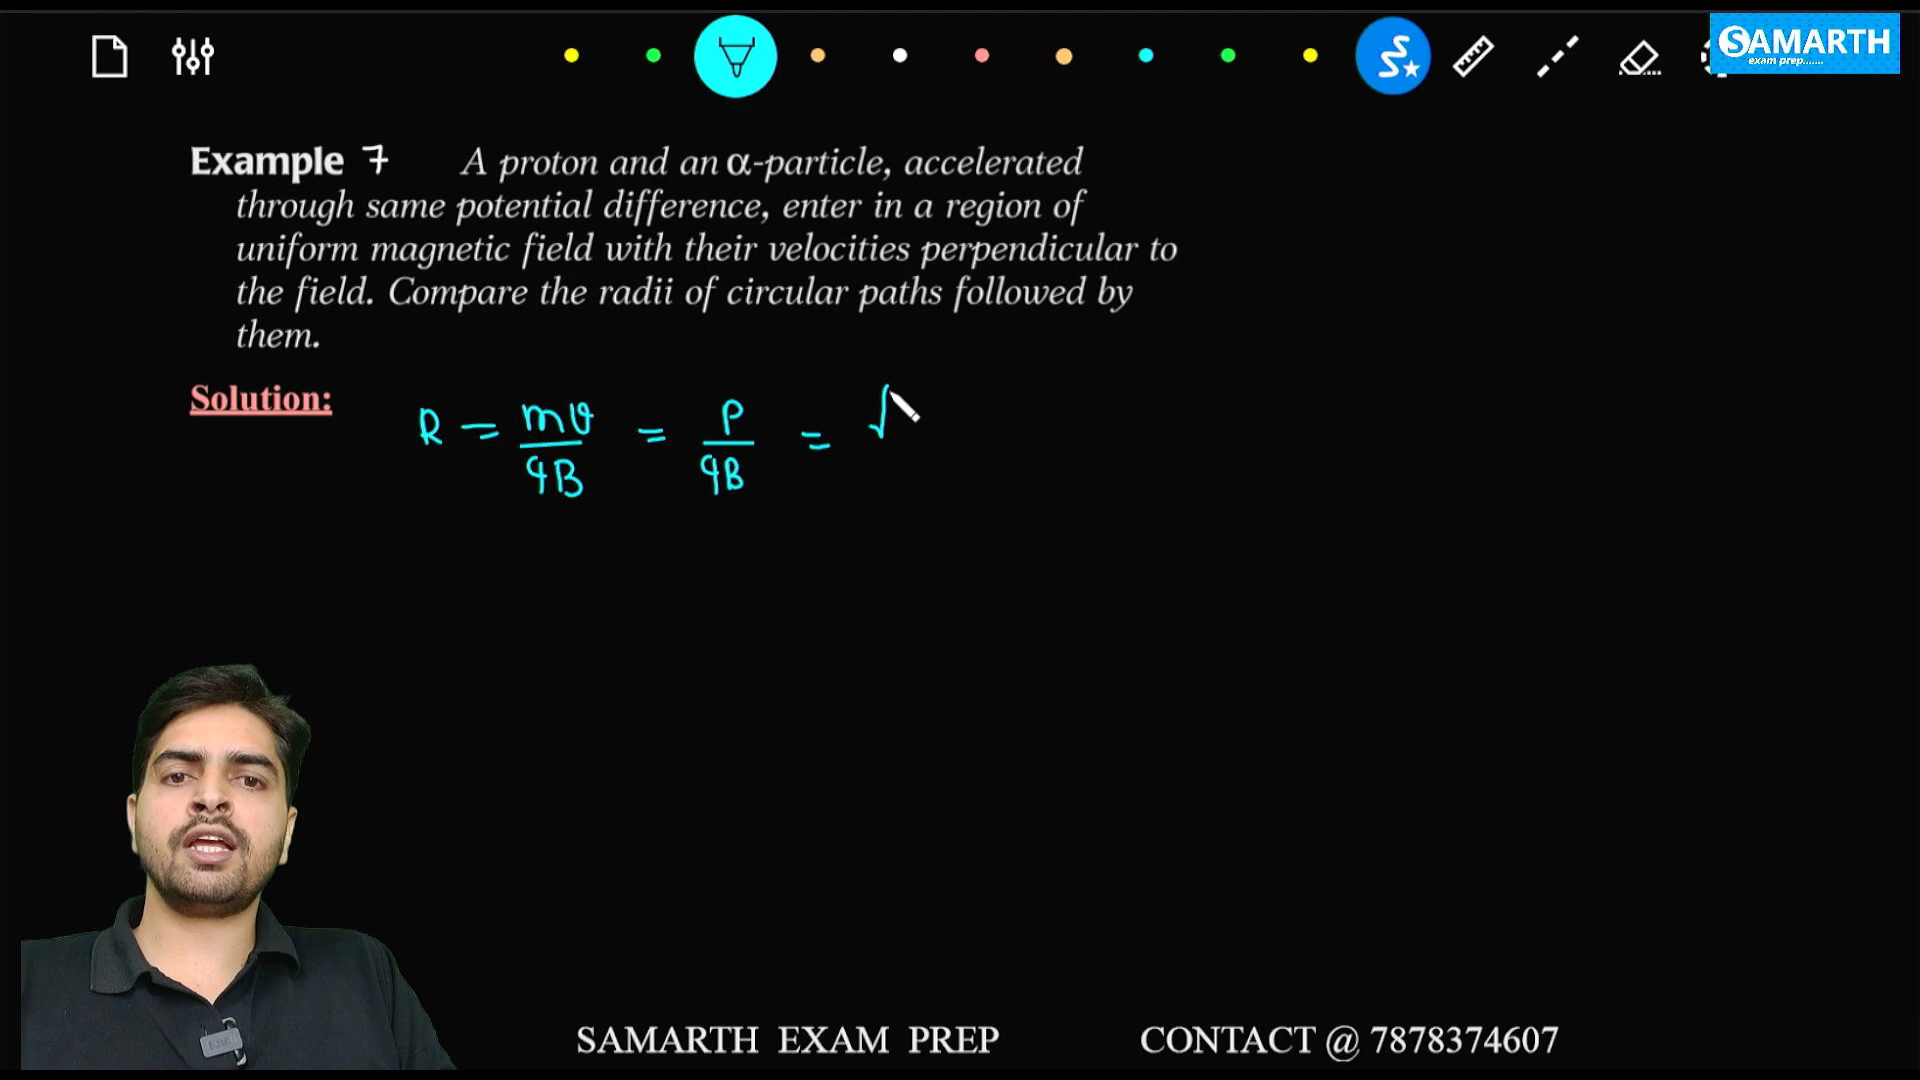 SAMARTH
exam prep......
Example 7 A proton and an α-particle, accelerated
through same potential difference, enter in a region of
uniform magnetic field with their velocities perpendicular to
the field. Compare the radii of circular paths followed by
them.
Solution:
R = mv/qB = P/qB = √
SAMARTH EXAM PREP CONTACT @ 7878374607